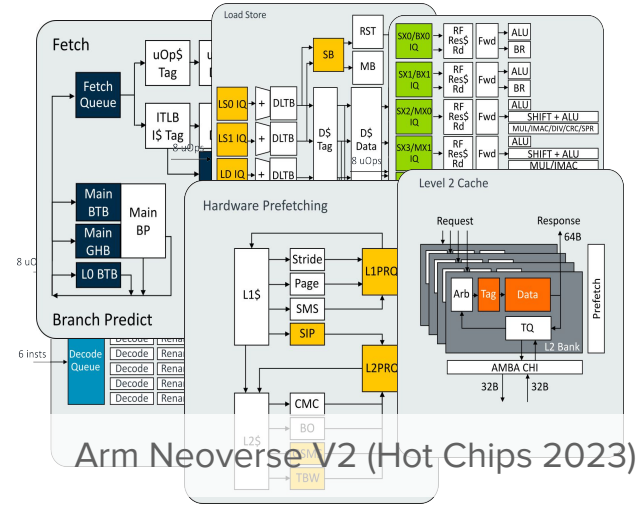 Load Store
Fetch
uOp$
Tag
Fetch
Queue
ITLB
I$ Tag
8 uOps
Main
BTB
Main
GHB
L0 BTB
Main
BP
Branch Predict
6 insts
Decode
Queue
Decode
Decode
Decode
Decode
Decode
RST
SB
MB
LS0 IQ
+
DLTB
LS1 IQ
+
DLTB
LD IQ
+
DLTB
D$
Tag
D$
Data
8 uOps
SX0/BX0
IQ
RF
Res$
Rd
Fwd
ALU
BR
SX1/BX1
IQ
RF
Res$
Rd
Fwd
ALU
BR
SX2/MX0
IQ
RF
Res$
Rd
Fwd
ALU
SHIFT + ALU
MUL/IMAC/DIV/CRC/SPR
SX3/MX1
IQ
RF
Res$
Rd
Fwd
ALU
SHIFT + ALU
MUL/IMAC
Hardware Prefetching
L1$
Stride
Page
SMS
SIP
L1PRQ
L2PRQ
L2$
CMC
BO
TBW
Level 2 Cache
Request
Response
64B
Arb
Tag
Data
TQ
L2 Bank
Prefetch
AMBA CHI
32B
32B
Arm Neoverse V2 (Hot Chips 2023)